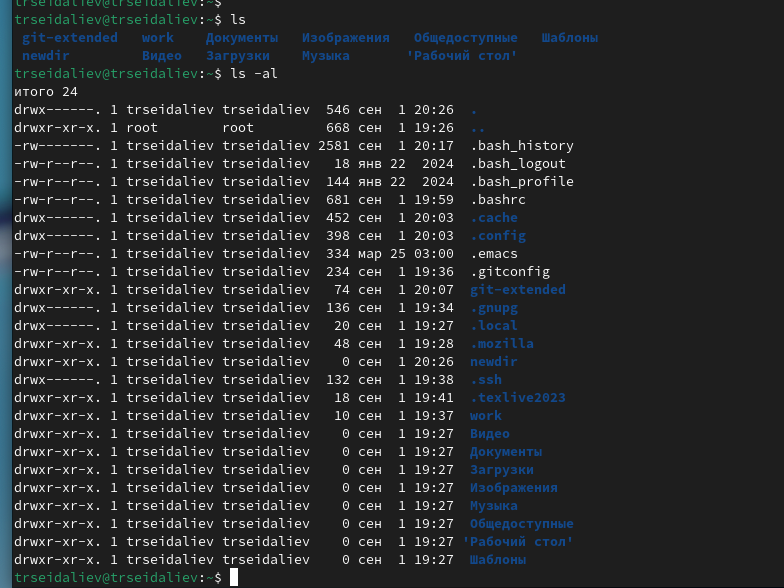 trseidaliev@trseidaliev:~$
trseidaliev@trseidaliev:~$ ls
git-extended work Документы Изображения Общедоступные Шаблоны
newdir Видео Загрузки Музыка 'Рабочий стол'
trseidaliev@trseidaliev:~$ ls -al
итого 24
drwx------. 1 trseidaliev trseidaliev 546 сен 1 20:26 .
drwxr-xr-x. 1 root root 668 сен 1 19:26 ..
-rw-------. 1 trseidaliev trseidaliev 2581 сен 1 20:17 .bash_history
-rw-r--r--. 1 trseidaliev trseidaliev 18 янв 22 2024 .bash_logout
-rw-r--r--. 1 trseidaliev trseidaliev 144 янв 22 2024 .bash_profile
-rw-r--r--. 1 trseidaliev trseidaliev 681 сен 1 19:59 .bashrc
drwx------. 1 trseidaliev trseidaliev 452 сен 1 20:03 .cache
drwx------. 1 trseidaliev trseidaliev 398 сен 1 20:03 .config
-rw-r--r--. 1 trseidaliev trseidaliev 334 мар 25 03:00 .emacs
-rw-r--r--. 1 trseidaliev trseidaliev 234 сен 1 19:36 .gitconfig
drwxr-xr-x. 1 trseidaliev trseidaliev 74 сен 1 20:07 git-extended
drwx------. 1 trseidaliev trseidaliev 136 сен 1 19:34 .gnupg
drwx------. 1 trseidaliev trseidaliev 20 сен 1 19:27 .local
drwxr-xr-x. 1 trseidaliev trseidaliev 48 сен 1 19:28 .mozilla
drwxr-xr-x. 1 trseidaliev trseidaliev 0 сен 1 20:26 newdir
drwx------. 1 trseidaliev trseidaliev 132 сен 1 19:38 .ssh
drwxr-xr-x. 1 trseidaliev trseidaliev 18 сен 1 19:41 .texlive2023
drwxr-xr-x. 1 trseidaliev trseidaliev 10 сен 1 19:37 work
drwxr-xr-x. 1 trseidaliev trseidaliev 0 сен 1 19:27 Видео
drwxr-xr-x. 1 trseidaliev trseidaliev 0 сен 1 19:27 Документы
drwxr-xr-x. 1 trseidaliev trseidaliev 0 сен 1 19:27 Загрузки
drwxr-xr-x. 1 trseidaliev trseidaliev 0 сен 1 19:27 Изображения
drwxr-xr-x. 1 trseidaliev trseidaliev 0 сен 1 19:27 Музыка
drwxr-xr-x. 1 trseidaliev trseidaliev 0 сен 1 19:27 Общедоступные
drwxr-xr-x. 1 trseidaliev trseidaliev 0 сен 1 19:27 'Рабочий стол'
drwxr-xr-x. 1 trseidaliev trseidaliev 0 сен 1 19:27 Шаблоны
trseidaliev@trseidaliev:~$